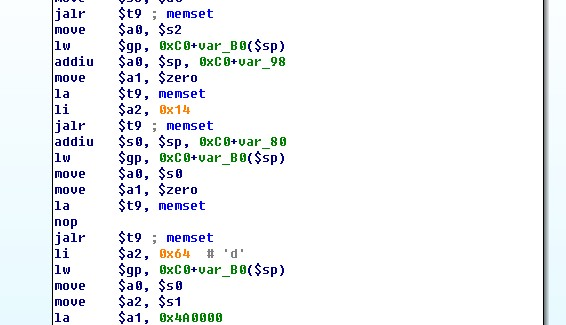 move $s0, $a0
jalr $t9 ; memset
move $a0, $s2
lw $gp, 0xC0+var_B0($sp)
addiu $a0, $sp, 0xC0+var_98
move $a1, $zero
la $t9, memset
li $a2, 0x14
jalr $t9 ; memset
addiu $s0, $sp, 0xC0+var_80
lw $gp, 0xC0+var_B0($sp)
move $a0, $s0
move $a1, $zero
la $t9, memset
nop
jalr $t9 ; memset
li $a2, 0x64 # 'd'
lw $gp, 0xC0+var_B0($sp)
move $a0, $s0
move $a2, $s1
la $a1, 0x4A0000